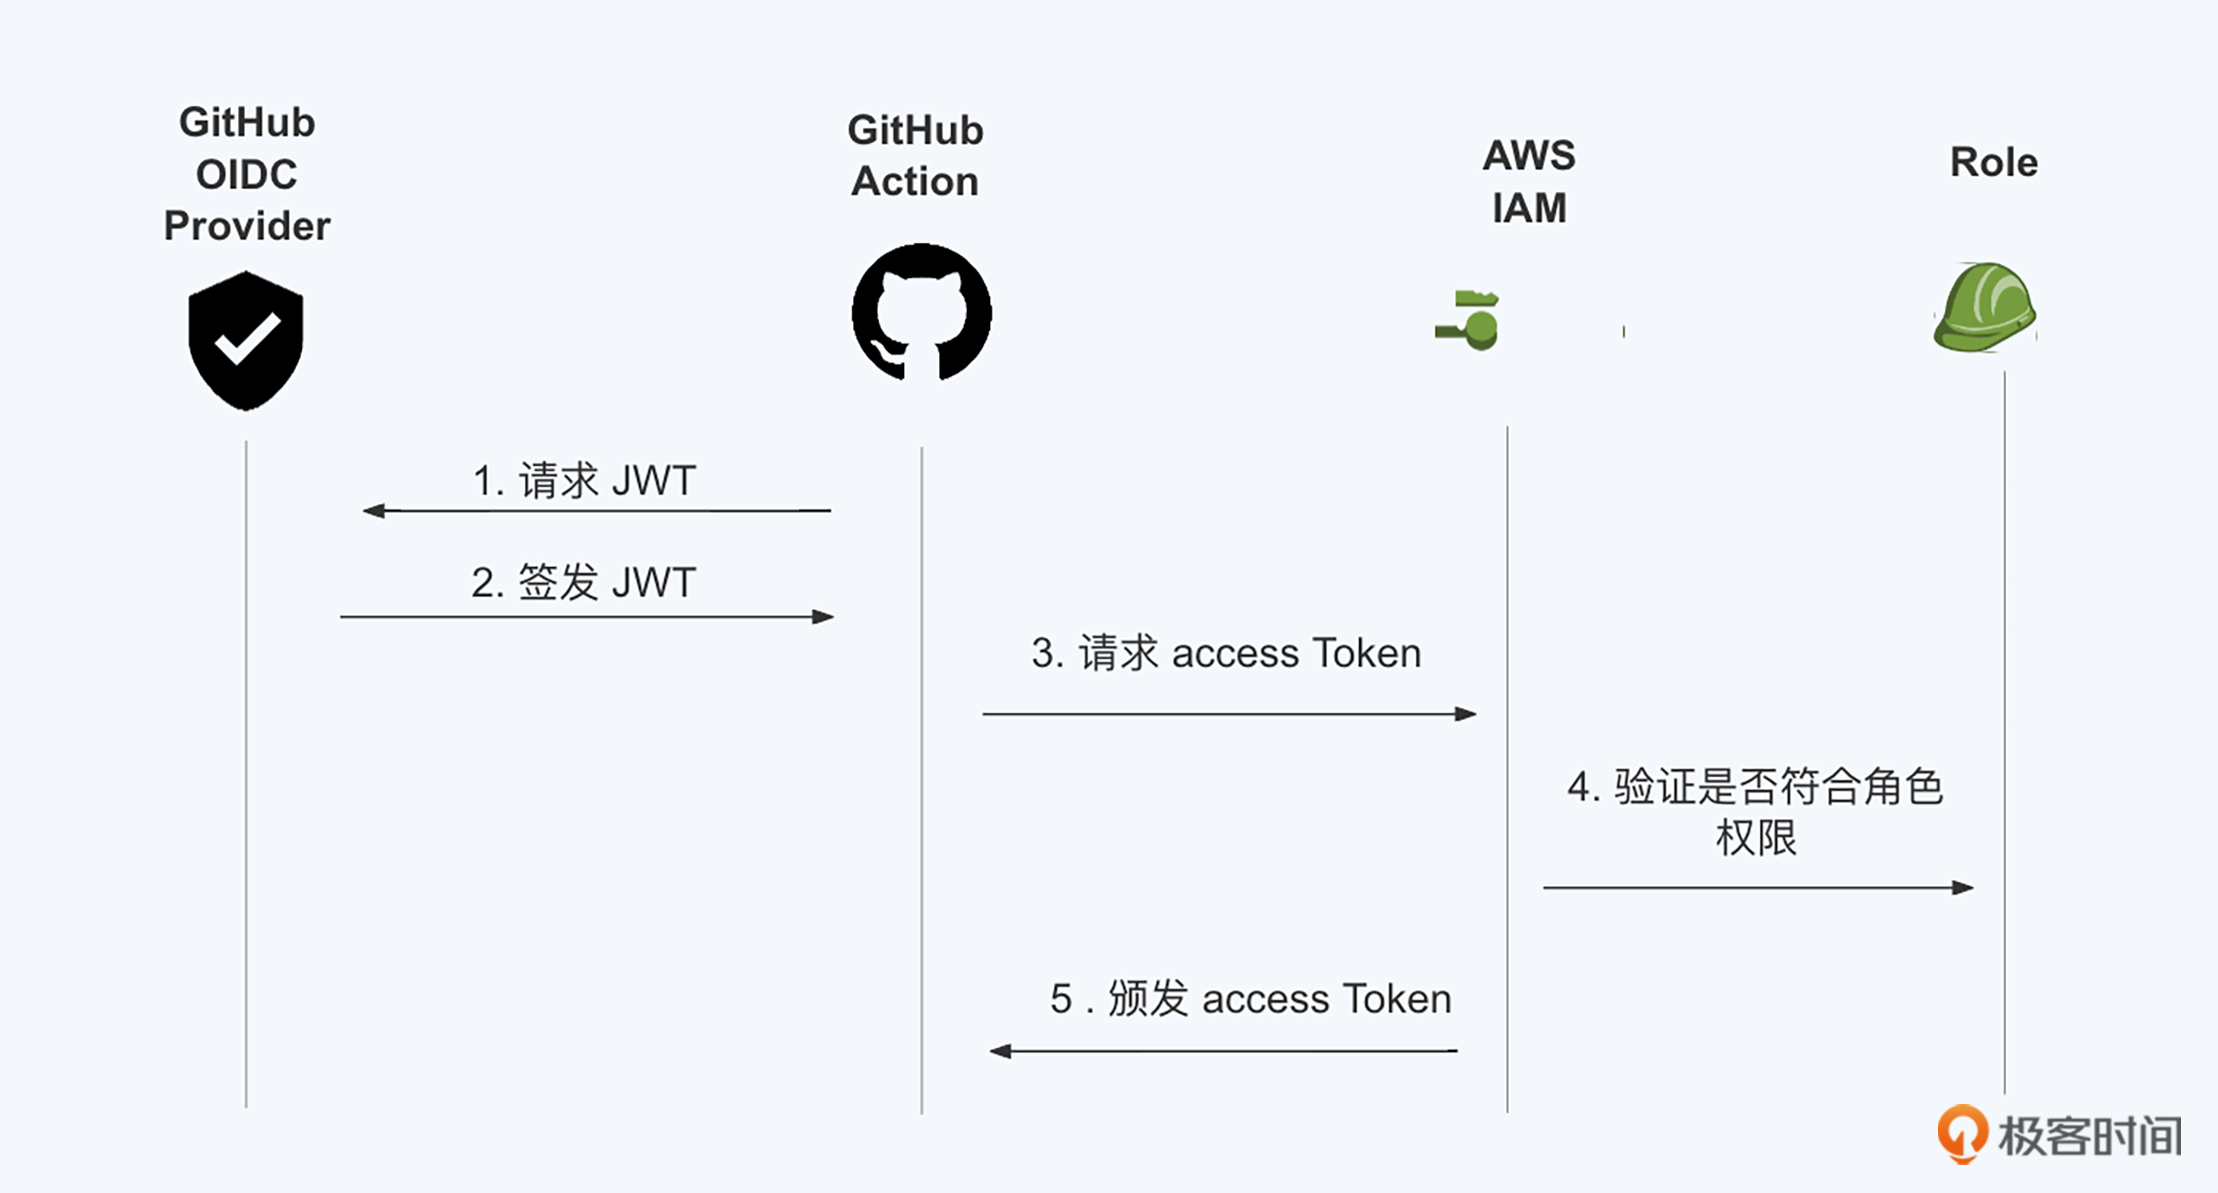 GitHub
OIDC
Provider
GitHub
Action
AWS
IAM
Role
1. 请求 JWT
2. 签发 JWT
3. 请求 access Token
4. 验证是否符合角色
权限
5 . 颁发 access Token
极客时间